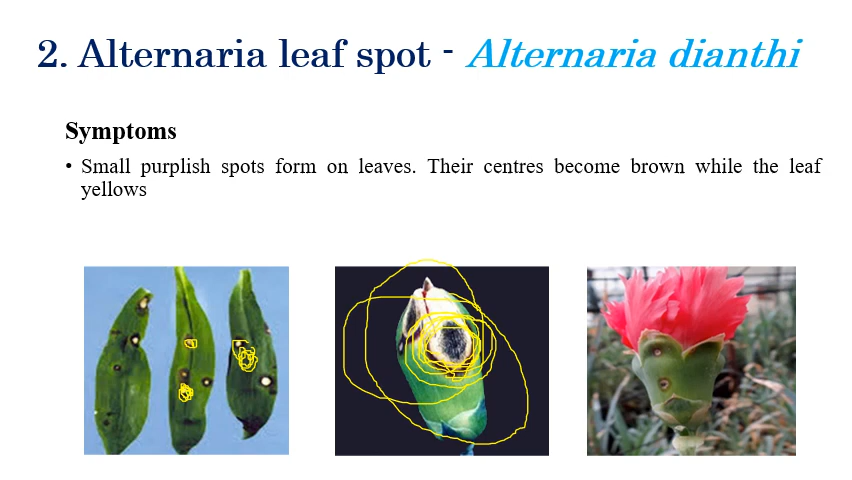 2. Alternaria leaf spot - Alternaria dianthi
Symptoms
• Small purplish spots form on leaves. Their centres become brown while the leaf
yellows